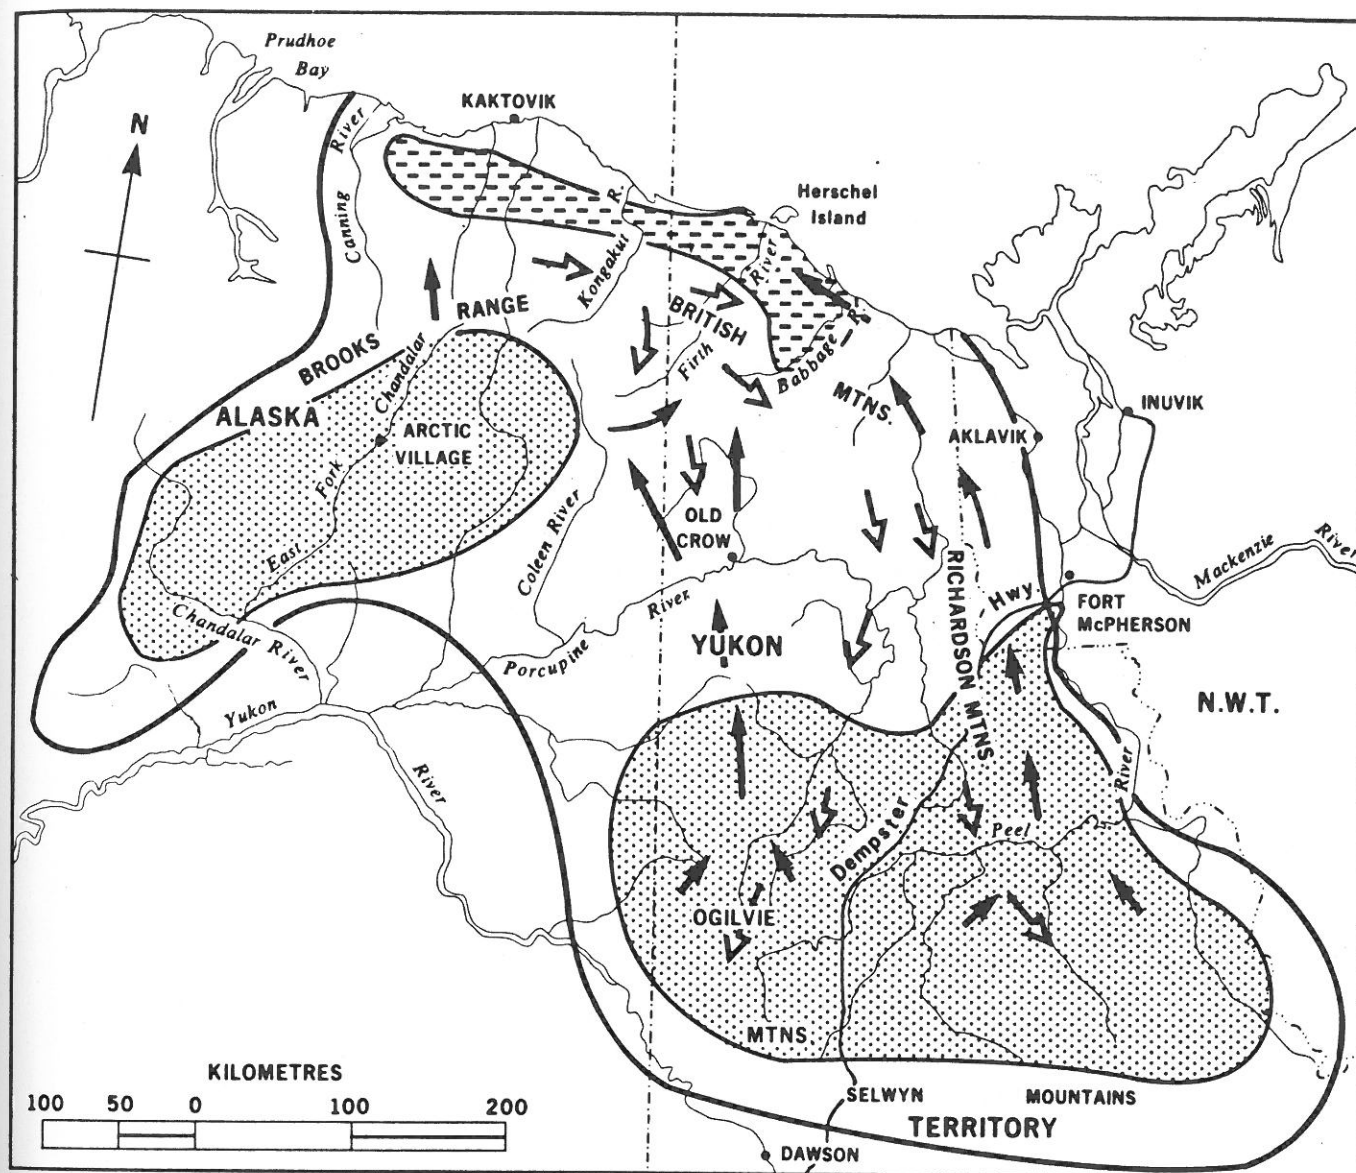 Prudhoe
Bay
KAKTOVIK
N
River
Canning
Herschel
Island
R.
Kongakut
River
BRITISH
Firth
Babbage
R.
MTNS.
RANGE
BROOKS
Chandalar
ALASKA
ARCTIC
VILLAGE
Fork
East
Chandalar River
INUVIK
AKLAVIK
OLD
CROW
Coleen River
Porcupine
River
YUKON
RICHARDSON MTNS
Hwy.
FORT
McPHERSON
Mackenzie
River
N.W.T.
Yukon
River
River
Peel
Dempster
OGILVIE
MTNS
SELWYN
MOUNTAINS
TERRITORY
DAWSON
KILOMETRES
100 50 0 100 200